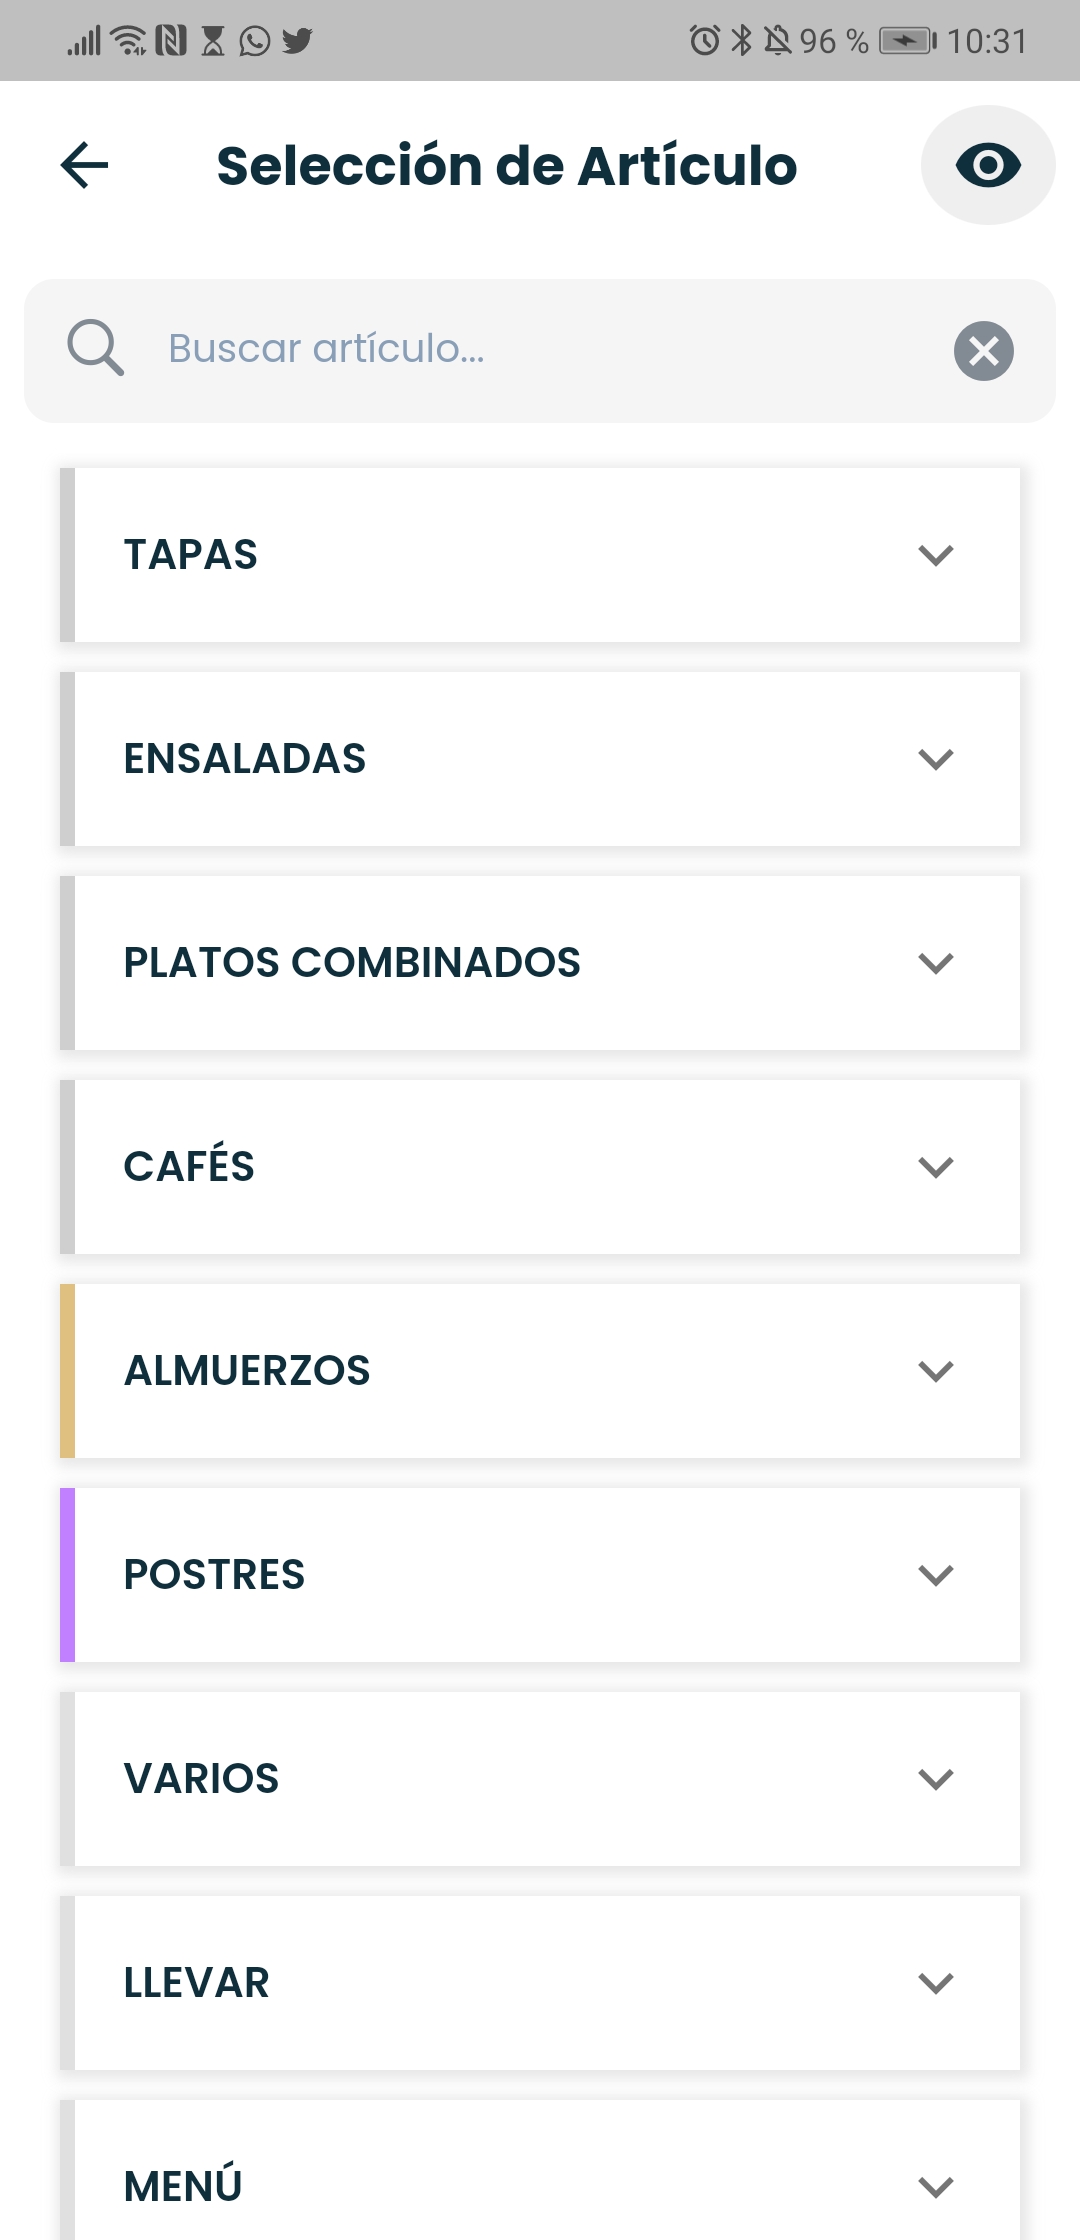 96 % 10:31
Selección de Artículo
Buscar artículo...
TAPAS
ENSALADAS
PLATOS COMBINADOS
CAFÉS
ALMUERZOS
POSTRES
VARIOS
LLEVAR
MENÚ